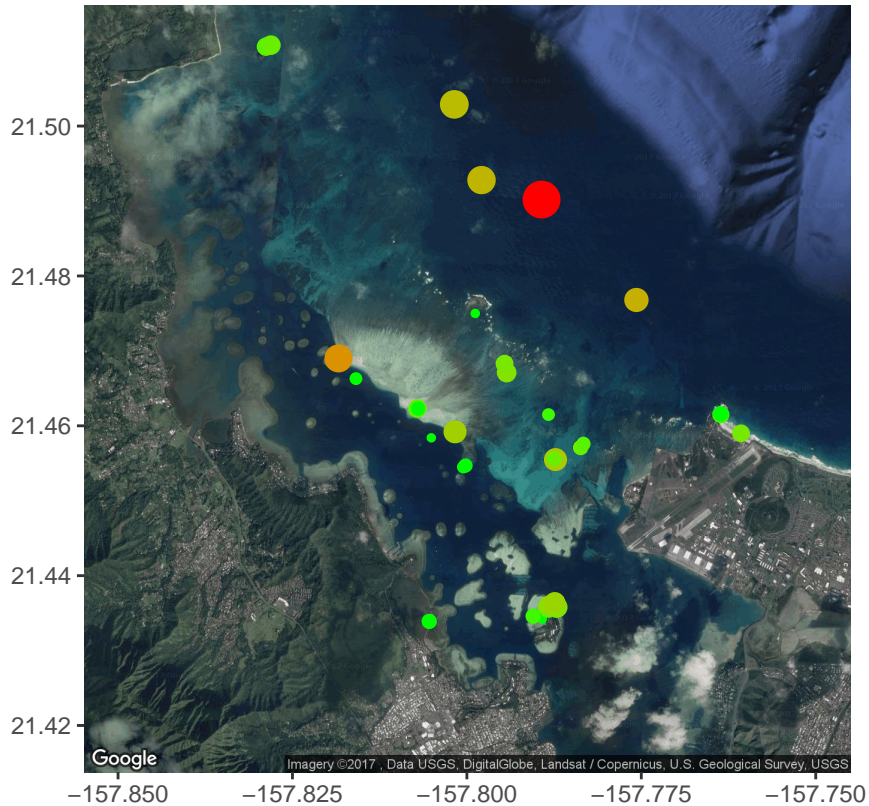 21.50
21.48
21.46
21.44
21.42
Google
Imagery ©2017 , Data USGS, DigitalGlobe, Landsat / Copernicus, U.S. Geological Survey, USGS
−157.850 −157.825 −157.800 −157.775 −157.750